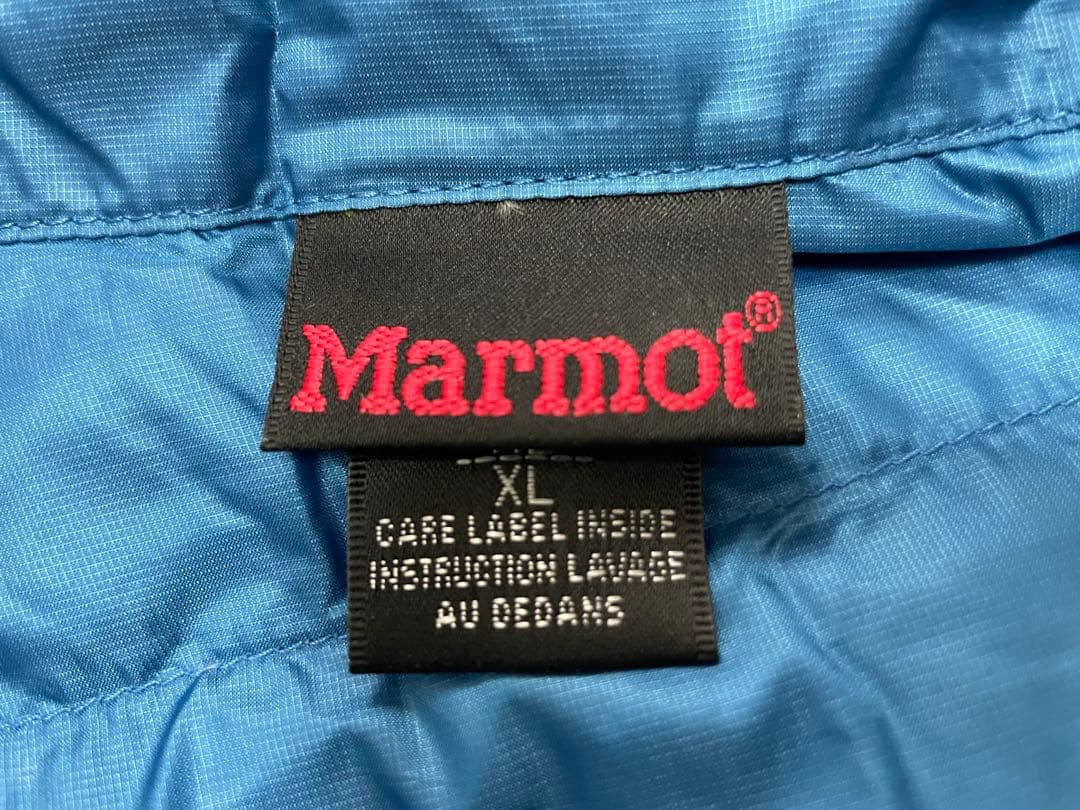 Marmot®
XL
CARE LABEL INSIDE
INSTRUCTION LAVAGE
AU DEDANS